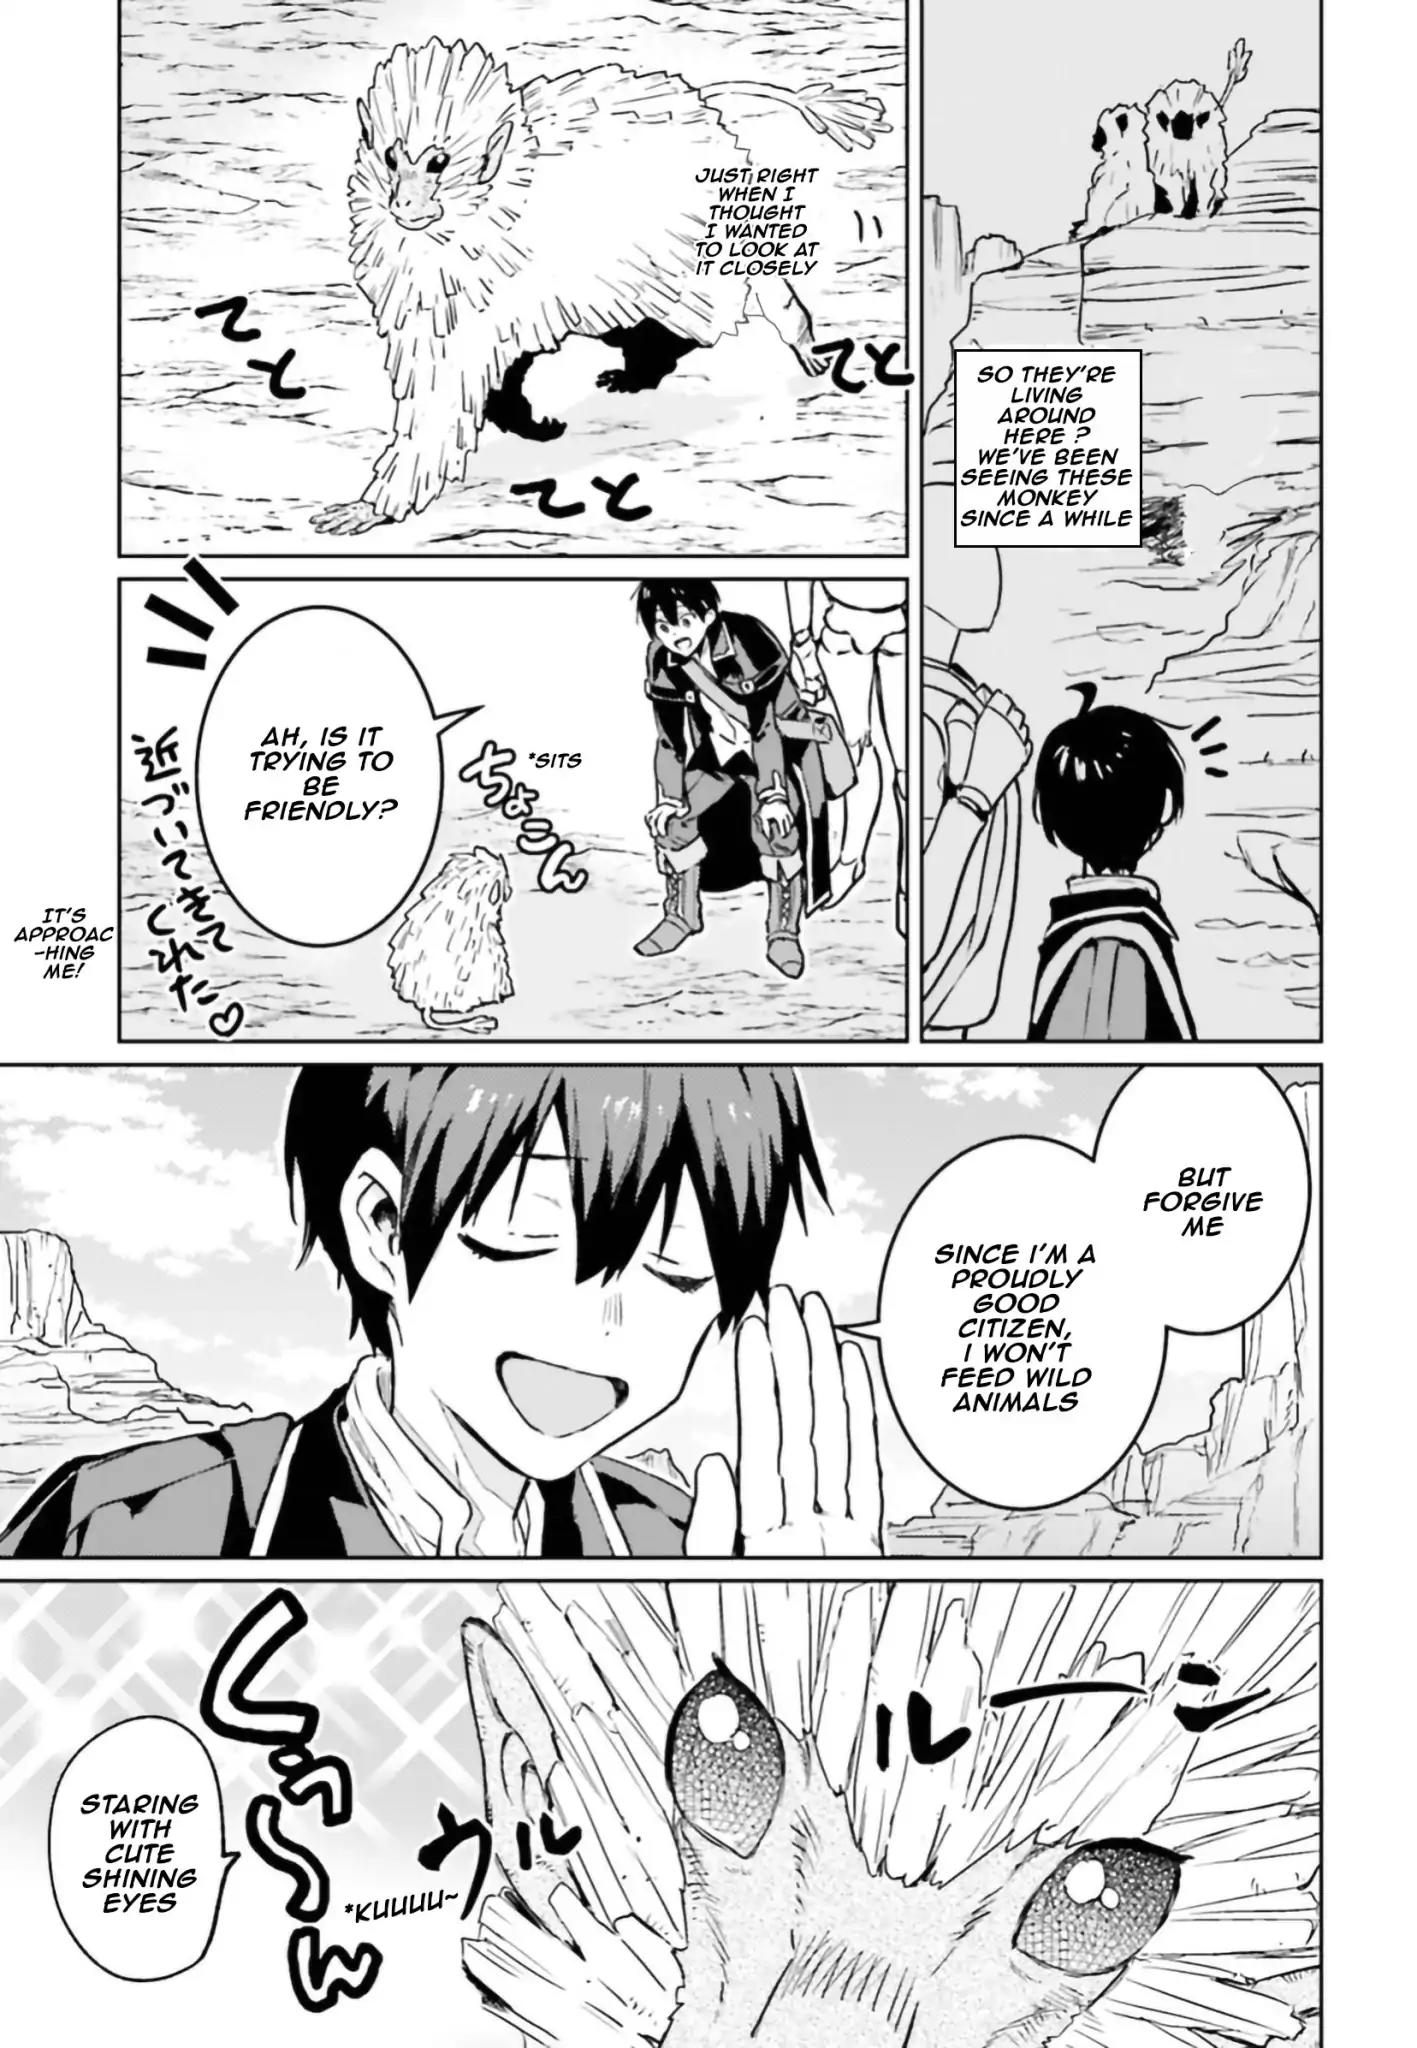 SO THEY'RE
LIVING
AROUND
HERE ?
WE'VE BEEN
SEEING THESE
MONKEY
SINCE A WHILE
JUST RIGHT
WHEN I
THOUGHT
I WANTED
TO LOOK AT
IT CLOSELY
てと
てと
てと
AH, IS IT
TRYING TO
BE
FRIENDLY?
*SITS
ちょこん
近づいてきて
くれた♡
IT'S
APPROAC
-HING
ME!
BUT
FORGIVE
ME
SINCE I'M A
PROUDLY
GOOD
CITIZEN,
I WON'T
FEED WILD
ANIMALS
ルーン
ウル
くぅ〜ん
*KUUUU~
STARING
WITH
CUTE
SHINING
EYES